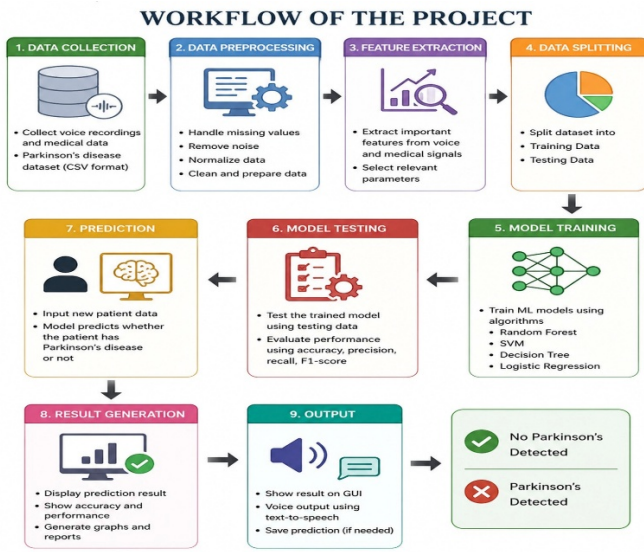 WORKFLOW OF THE PROJECT
1. DATA COLLECTION
• Collect voice recordings
and medical data
• Parkinson's disease
dataset (CSV format)
2. DATA PREPROCESSING
• Handle missing values
• Remove noise
• Normalize data
• Clean and prepare data
3. FEATURE EXTRACTION
• Extract important
features from voice
and medical signals
• Select relevant
parameters
4. DATA SPLITTING
• Split dataset into
• Training Data
• Testing Data
5. MODEL TRAINING
• Train ML models using
algorithms
• Random Forest
• SVM
• Decision Tree
• Logistic Regression
6. MODEL TESTING
• Test the trained model
using testing data
• Evaluate performance
using accuracy, precision,
recall, F1-score
7. PREDICTION
• Input new patient data
• Model predicts whether
the patient has
Parkinson's disease
or not
8. RESULT GENERATION
• Display prediction result
• Show accuracy and
performance
• Generate graphs and
reports
9. OUTPUT
• Show result on GUI
• Voice output using
text-to-speech
• Save prediction (if needed)
No Parkinson's
Detected
Parkinson's
Detected